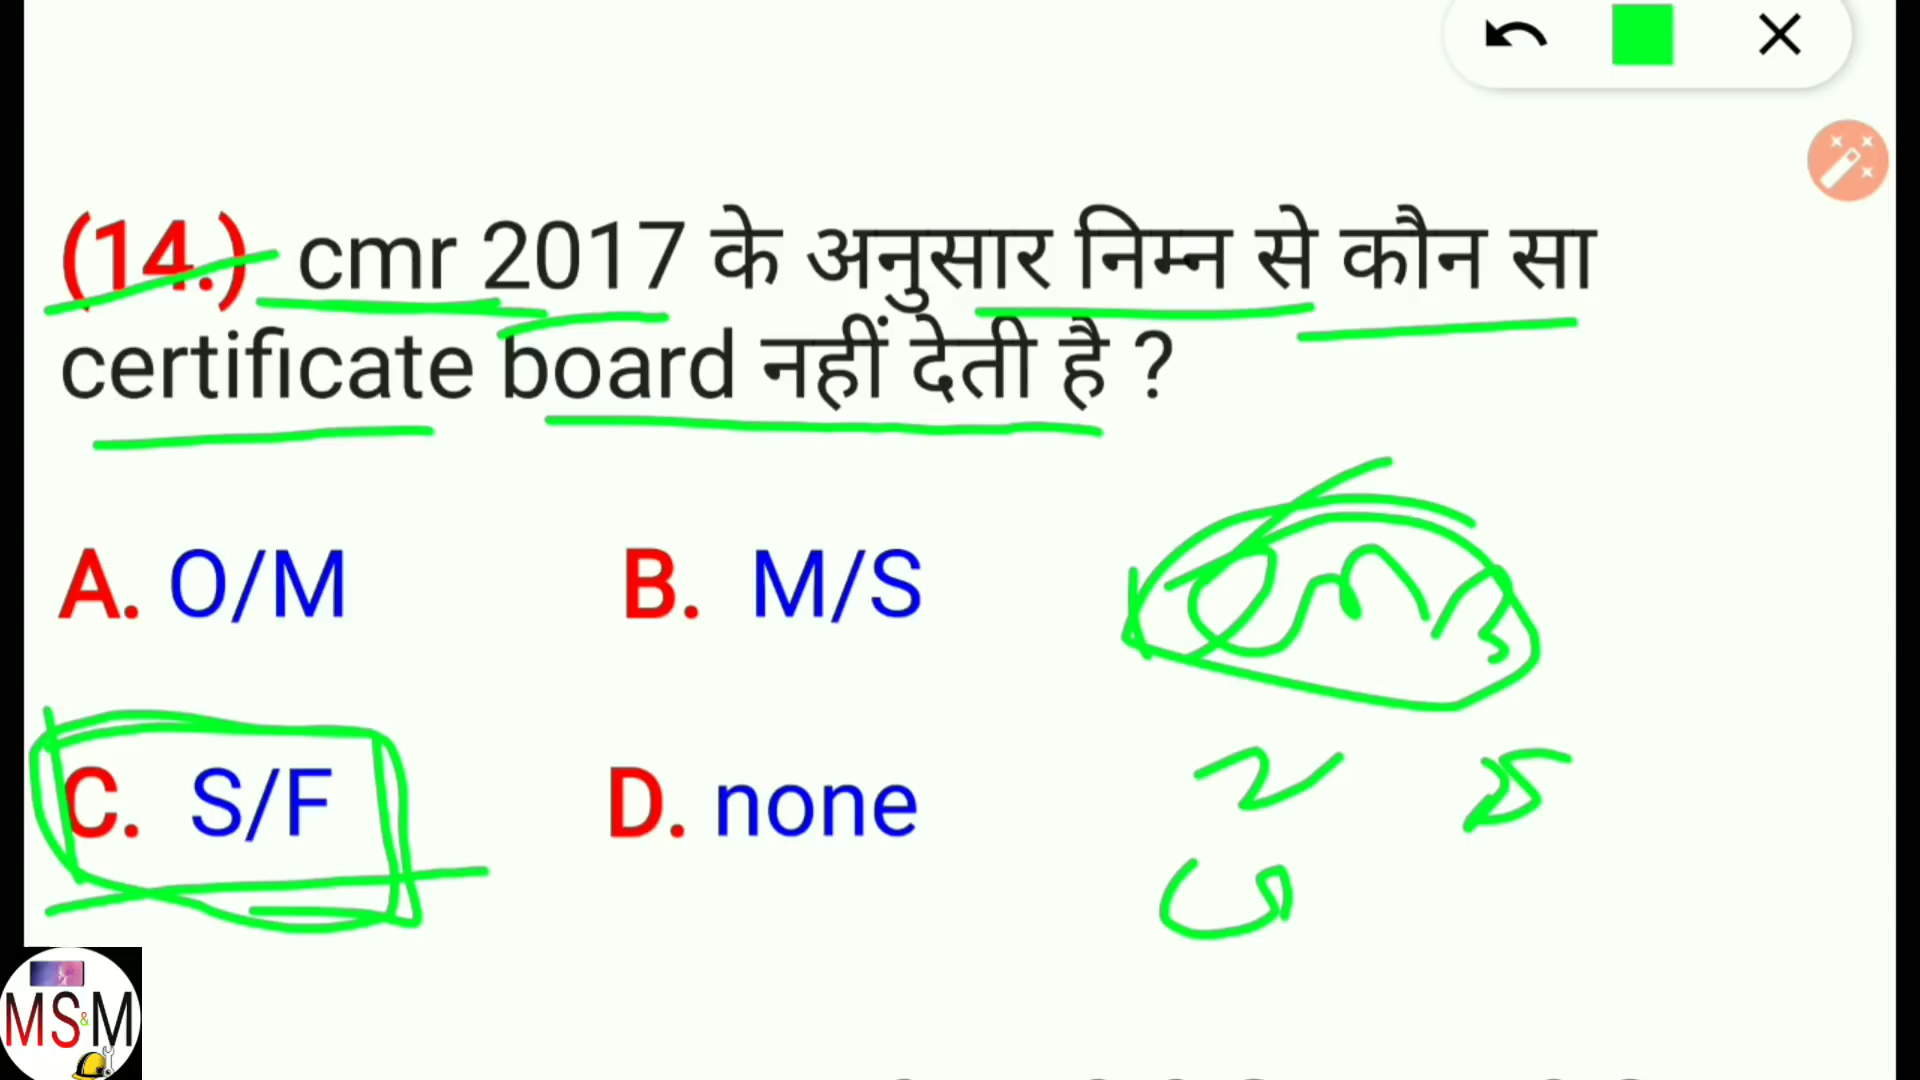 (14.) cmr 2017 के अनुसार निम्न से कौन सा
certificate board नहीं देती है ?
A. O/M B. M/S
C. S/F D. none
MS&M